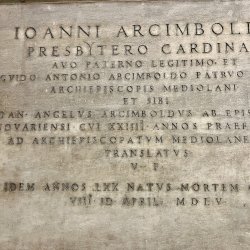 IOANNI ARCIMBOL
PRESBYTERO CARDINA
AVO PATERNO LEGITIMO ET
GVIDO ANTONIO ARCIMBOLDO PATRVO
ARCHIEPISCOPIS MEDIOLANI
ET SIBI
IOAN· ANGELVS ARCIMBOLDVS AB EPIS
NOVARIENSI CVI XXIIII ANNOS PRAEF
AD ARCHIEPISCOPATVM MEDIOLANE
TRANSLATVS
V P
IDEM ANNOS LXX NATVS MORTEM
VIII ID APRIL· MDLV·